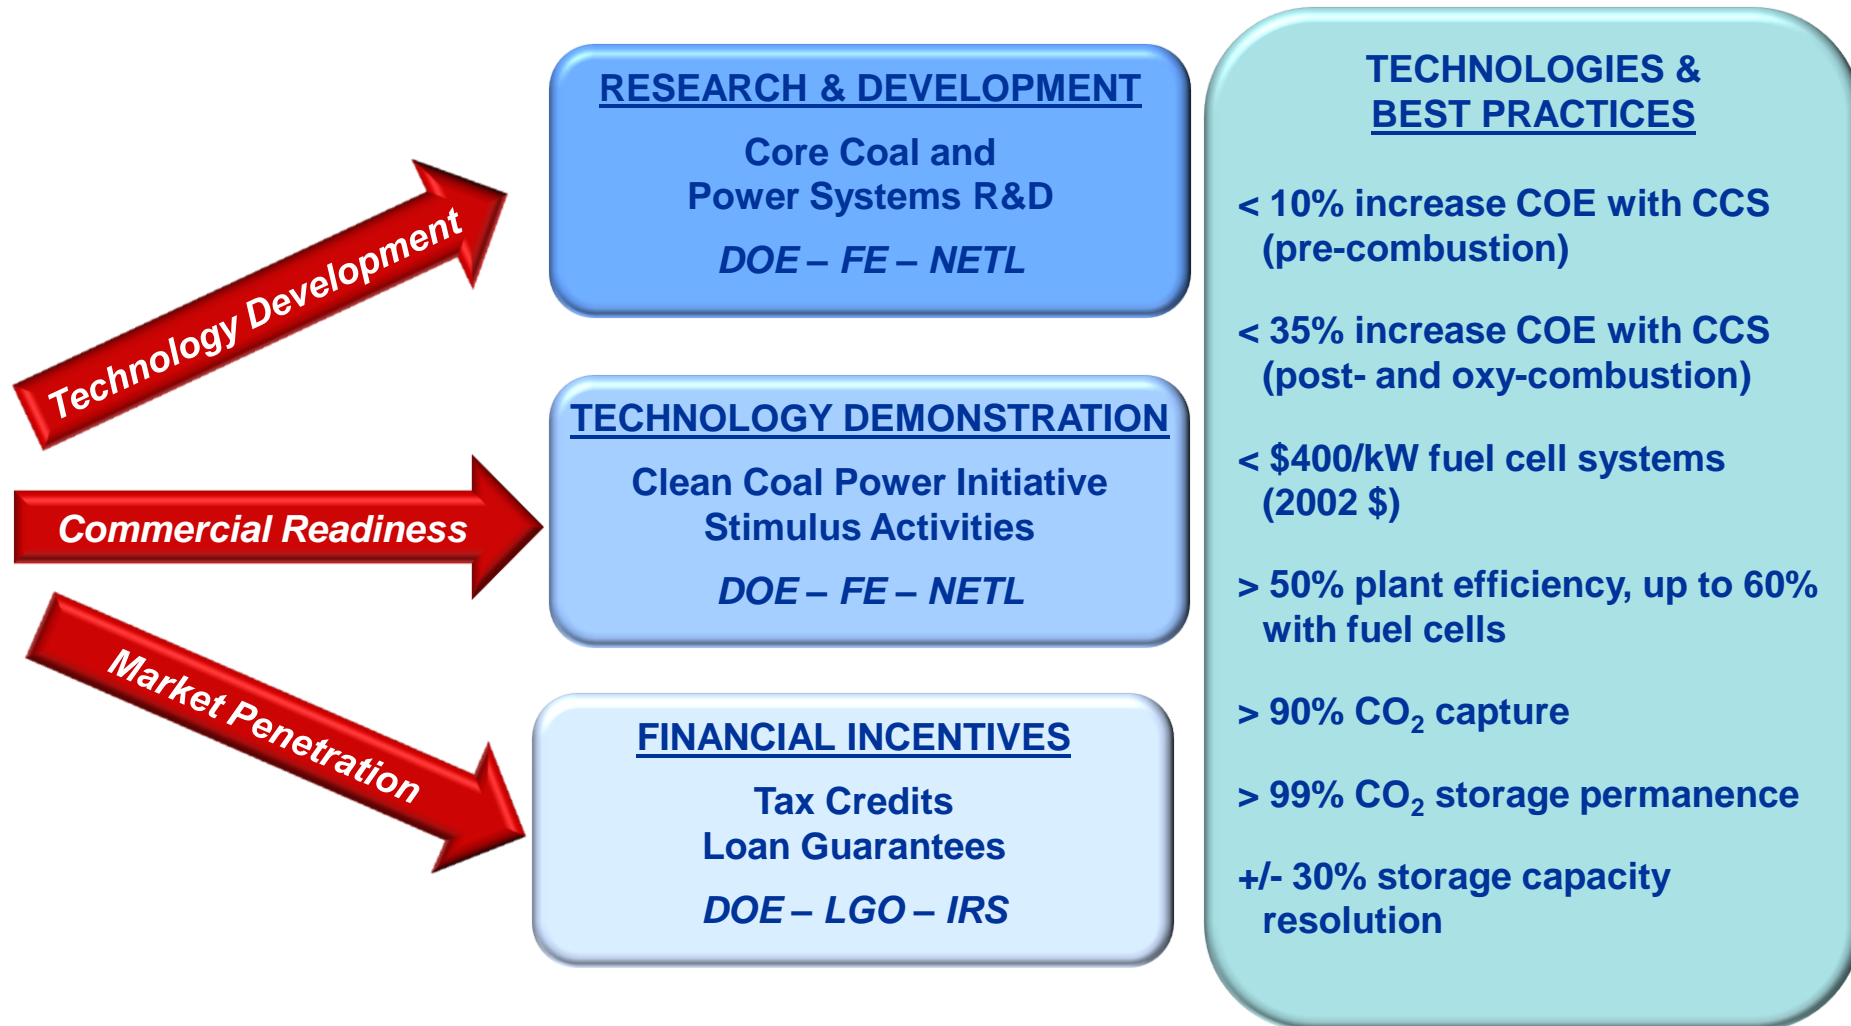 Technology Development
Commercial Readiness
Market Penetration
RESEARCH & DEVELOPMENT
Core Coal and
Power Systems R&D
DOE – FE – NETL
TECHNOLOGY DEMONSTRATION
Clean Coal Power Initiative
Stimulus Activities
DOE – FE – NETL
FINANCIAL INCENTIVES
Tax Credits
Loan Guarantees
DOE – LGO – IRS
TECHNOLOGIES &
BEST PRACTICES
< 10% increase COE with CCS
(pre-combustion)
< 35% increase COE with CCS
(post- and oxy-combustion)
< $400/kW fuel cell systems
(2002 $)
> 50% plant efficiency, up to 60%
with fuel cells
> 90% CO₂ capture
> 99% CO₂ storage permanence
+/- 30% storage capacity
resolution